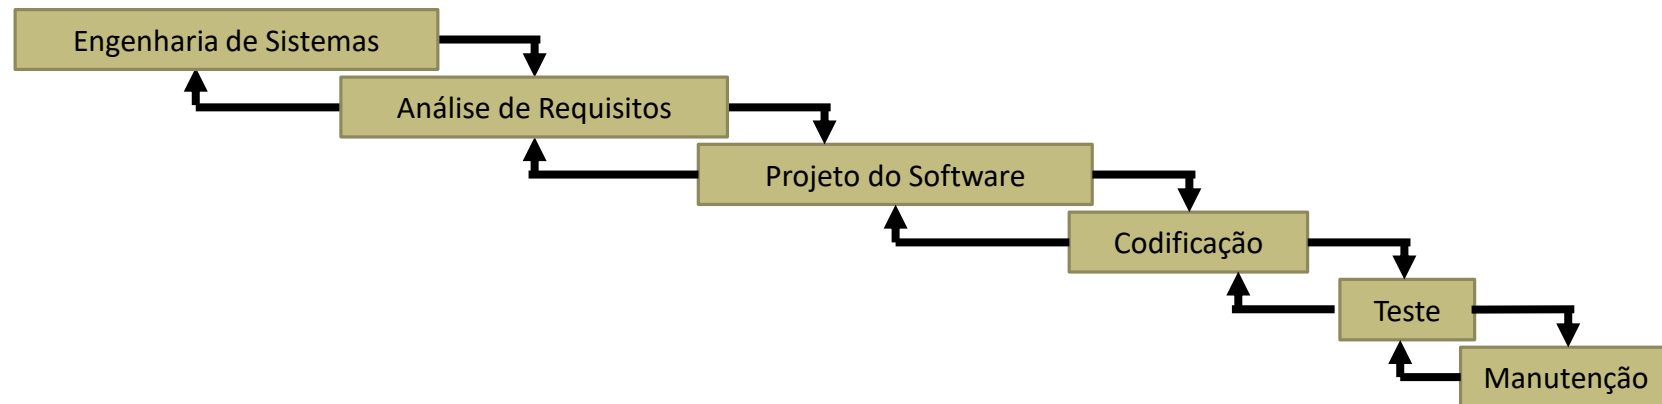 Engenharia de Sistemas
Análise de Requisitos
Projeto do Software
Codificação
Teste
Manutenção